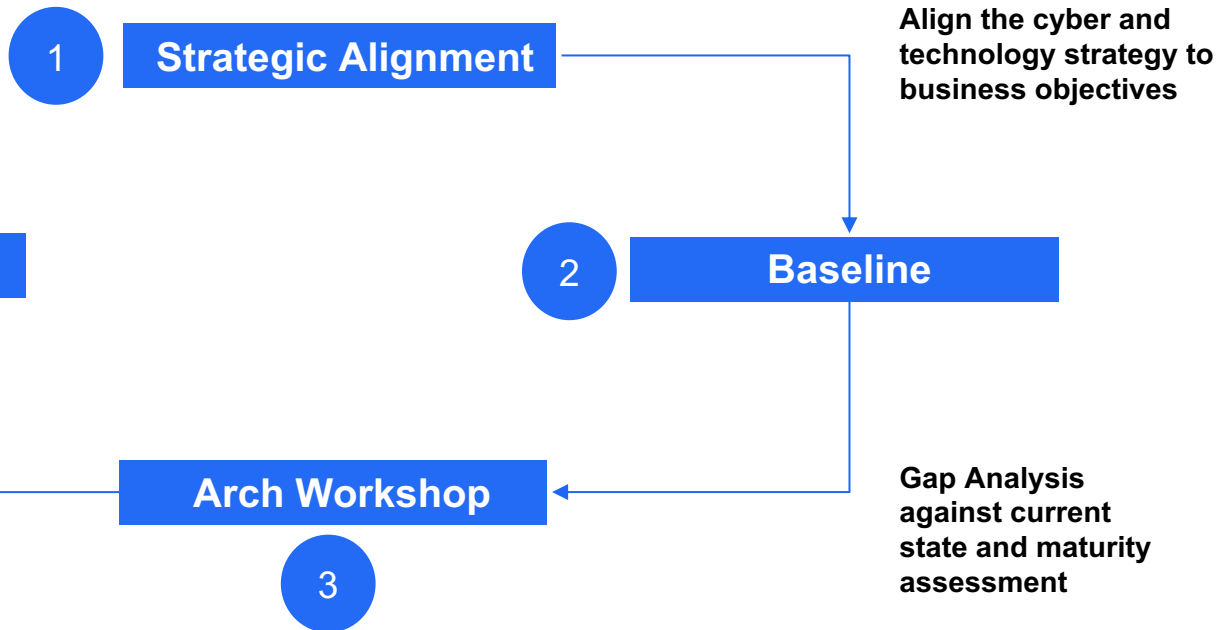 1
Strategic Alignment
Align the cyber and
technology strategy to
business objectives
2
Baseline
Arch Workshop
3
Gap Analysis
against current
state and maturity
assessment